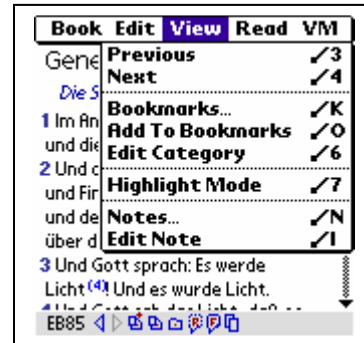 Book Edit View Read VM
Gene
Previous /3
Next /4
Die S
Bookmarks... /K
1 Im An
Add To Bookmarks /O
und die
Edit Category /6
2 Und
Highlight Mode /7
und Fin
und de
Notes... /N
über d
Edit Note /I
3 Und Gott sprach: Es werde
Licht (4)! Und es wurde Licht.
EB85